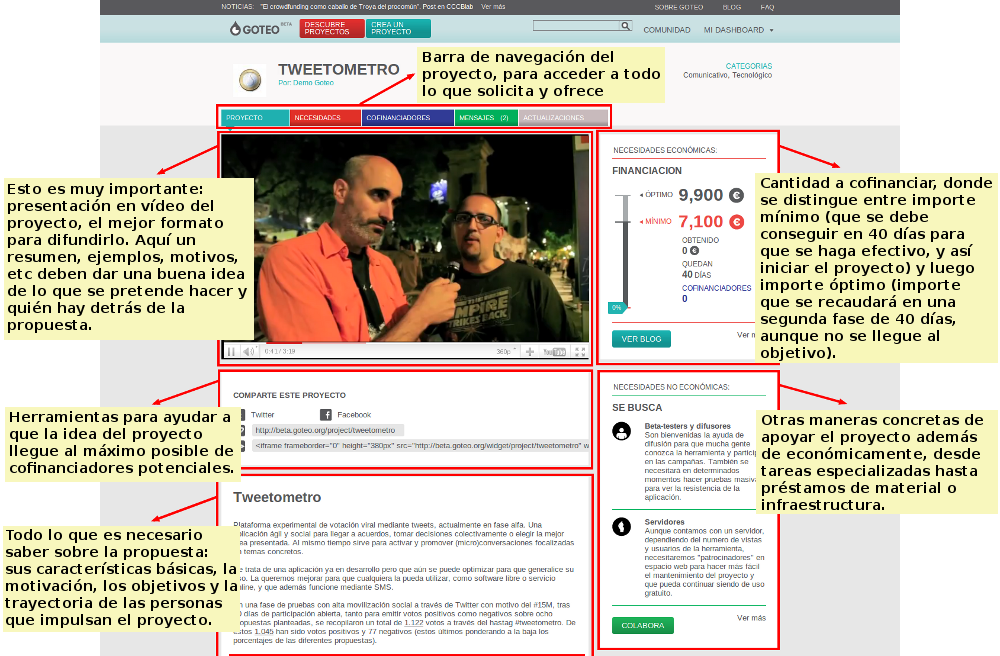 NOTICIAS: "El crowdfunding como caballo de Troya del procomún". Post en CCCBlab Ver más
SOBRE GOTEO BLOG FAQ
GOTEO BETA
DESCUBRE PROYECTOS
CREA UN PROYECTO
COMUNIDAD MI DASHBOARD
TWEETOMETRO
Por: Demo Goteo
Barra de navegación del
proyecto, para acceder a todo
lo que solicita y ofrece
CATEGORIAS
Comunicativo, Tecnológico
PROYECTO NECESIDADES COFINANCIADORES MENSAJES (2) ACTUALIZACIONES
Esto es muy importante:
presentación en vídeo del
proyecto, el mejor formato
para difundirlo. Aquí un
resumen, ejemplos, motivos,
etc deben dar una buena idea
de lo que se pretende hacer y
quién hay detrás de la
propuesta.
EMPIRE
STRIKES BACK
0:41 / 3:19
360p
YouTube
NECESIDADES ECONÓMICAS:
FINANCIACION
ÓPTIMO 9,900 €
MÍNIMO 7,100 €
OBTENIDO
0 €
QUEDAN
40 DÍAS
COFINANCIADORES
0
0%
VER BLOG
Ver m
Cantidad a cofinanciar, donde
se distingue entre importe
mínimo (que se debe
conseguir en 40 días para
que se haga efectivo, y así
iniciar el proyecto) y luego
importe óptimo (importe
que se recaudará en una
segunda fase de 40 días,
aunque no se llegue al
objetivo).
COMPARTE ESTE PROYECTO
Twitter Facebook
http://beta.goteo.org/project/tweetometro
<iframe frameborder="0" height="380px" src="http://beta.goteo.org/widget/project/tweetometro" w
Herramientas para ayudar a
que la idea del proyecto
llegue al máximo posible de
cofinanciadores potenciales.
NECESIDADES NO ECONÓMICAS:
SE BUSCA
Beta-testers y difusores
Son bienvenidas la ayuda de
difusión para que mucha gente
conozca la herramienta y particip
en las campañas. También se
necesitará en determinados
momentos hacer pruebas masiva
para ver la resistencia de la
aplicación.
Servidores
Aunque contamos con un servidor,
dependiendo del numero de vistas
y usuarios de la herramienta,
necesitaremos "patrocinadores" en
espacio web para hacer más fácil
el mantenimiento del proyecto y
que pueda continuar siendo de uso
gratuito.
Ver más
COLABORA
Otras maneras concretas de
apoyar el proyecto además
de económicamente, desde
tareas especializadas hasta
préstamos de material o
infraestructura.
Tweetometro
Plataforma experimental de votación viral mediante tweets, actualmente en fase alfa. Una
plicación ágil y social para llegar a acuerdos, tomar decisiones colectivamente o elegir la mejor
ea presentada. Al mismo tiempo sirve para activar y promover (micro)conversaciones focalizadas
temas concretos.
e trata de una aplicación ya en desarrollo pero que aún se puede optimizar para que generalice su
so. La queremos mejorar para que cualquiera la pueda utilizar, como software libre o servicio
nline, y que además funcione mediante SMS.
n una fase de pruebas con alta movilización social a través de Twitter con motivo del #15M, tras
0 días de participación abierta, tanto para emitir votos positivos como negativos sobre ocho
ropuestas planteadas, se recopilaron un total de 1.122 votos a través del hastag #tweetometro. De
estos 1,045 han sido votos positivos y 77 negativos (estos últimos ponderando a la baja los
porcentajes de las diferentes propuestas).
Todo lo que es necesario
saber sobre la propuesta:
sus características básicas, la
motivación, los objetivos y la
trayectoria de las personas
que impulsan el proyecto.